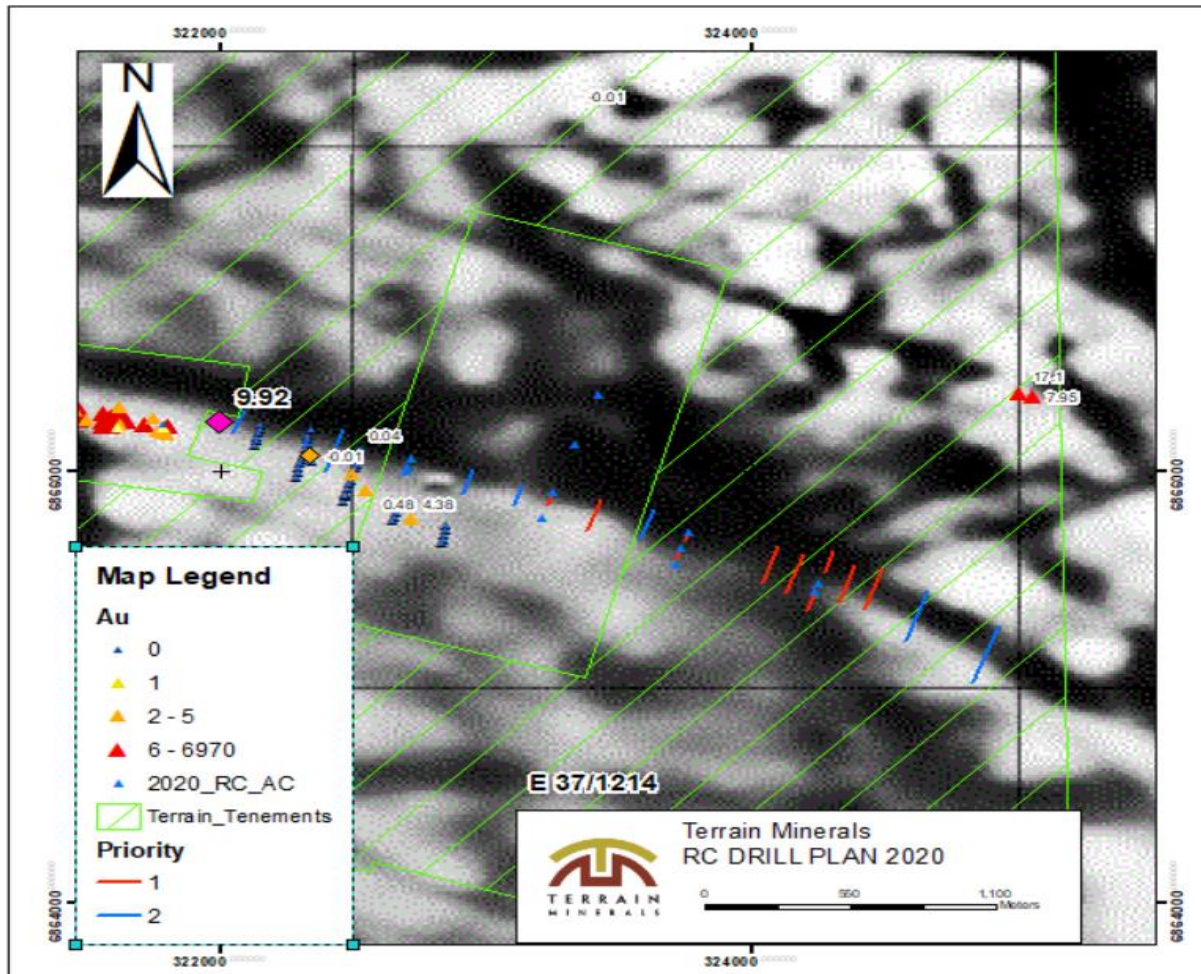 322000
324000
N
-0.01
17.1
7.95
9.92
0.04
-0.01
0.48 4.38
6866000
6866000
Map Legend
Au
0
1
2 - 5
6 - 6970
2020_RC_AC
Terrain_Tenements
Priority
1
2
E 37/1214
TERRAIN
MINERALS
Terrain Minerals
RC DRILL PLAN 2020
0 550 1,100
Meters
6864000
6864000
322000
324000